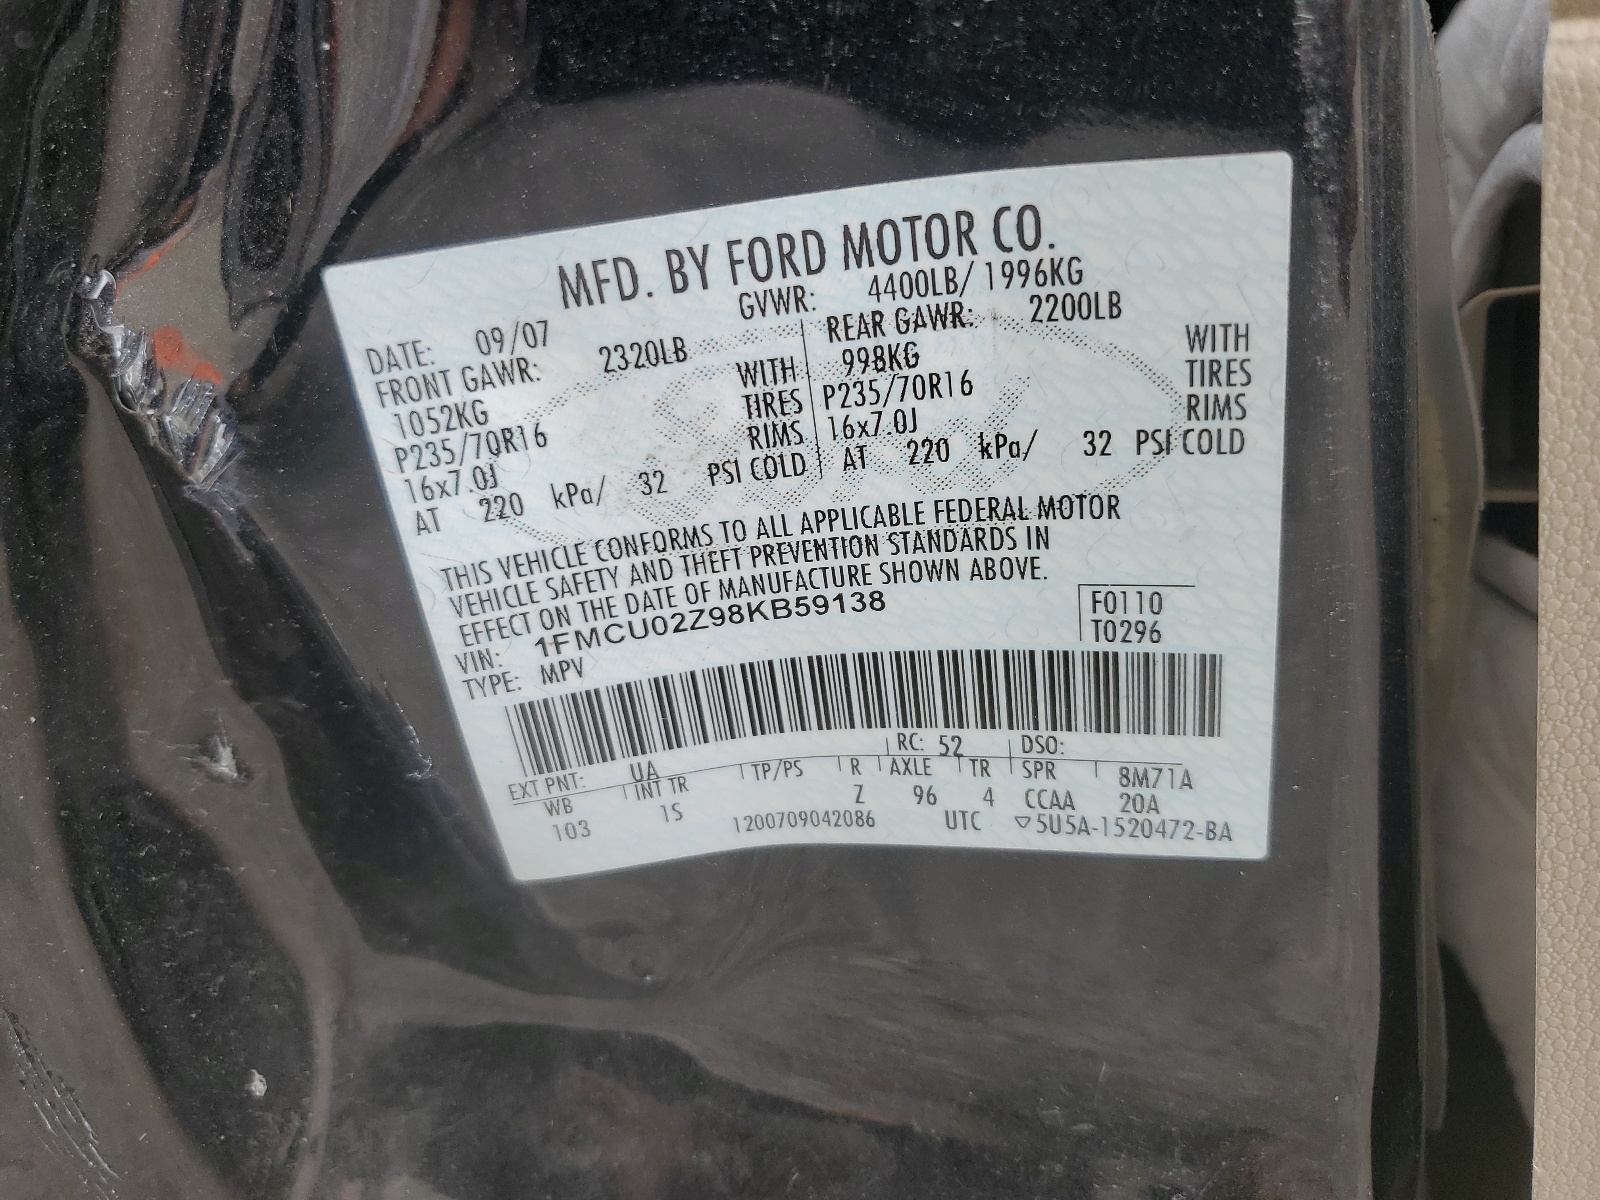 MFD. BY FORD MOTOR CO.
DATE: 09/07 GVWR: 4400LB/ 1996KG
FRONT GAWR: 2320LB REAR GAWR: 2200LB
1052KG WITH 998KG WITH
P235/70R16 TIRES P235/70R16 TIRES
16x7.0J RIMS 16x7.0J RIMS
AT 220 kPa/ 32 PSI COLD AT 220 kPa/ 32 PSI COLD
THIS VEHICLE CONFORMS TO ALL APPLICABLE FEDERAL MOTOR
VEHICLE SAFETY AND THEFT PREVENTION STANDARDS IN
EFFECT ON THE DATE OF MANUFACTURE SHOWN ABOVE.
VIN: 1FMCU02Z98KB59138 F0110
TYPE: MPV T0296
EXT PNT: UA RC: 52 DSO:
WB INT TR TP/PS R AXLE TR SPR 8M71A
103 1S Z 96 4 CCAA 20A
1200709042086 UTC ▽5U5A-1520472-BA